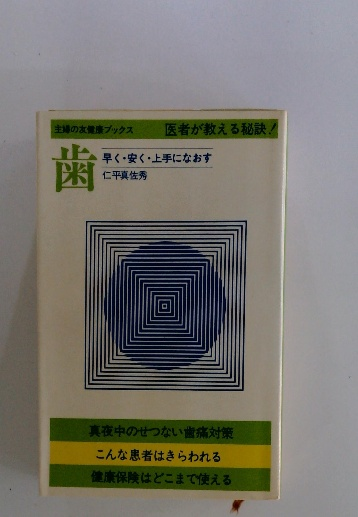 主婦の友健康ブックス
医者が教える秘訣!
歯
早く・安く・上手になおす
仁平真佐秀
真夜中のせつない歯痛対策
こんな患者はきらわれる
健康保険はどこまで使える